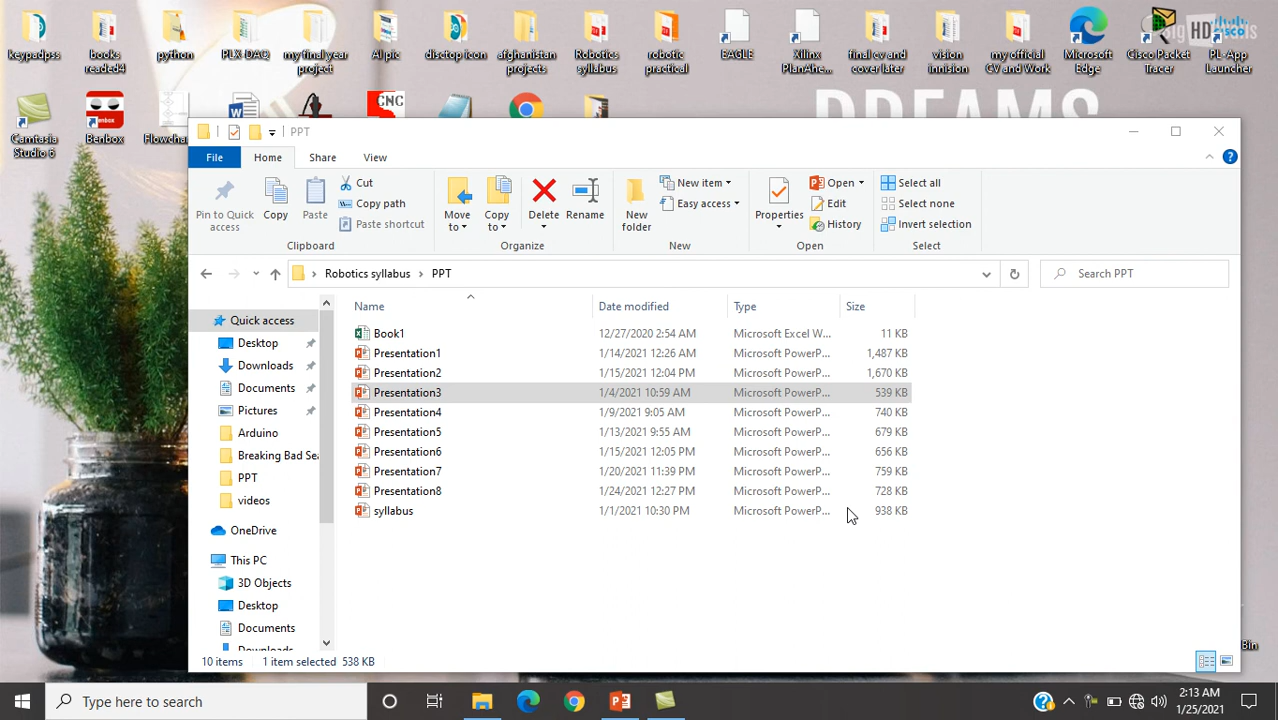 keypadpss
books readed4
python
PLX-DAQ
my final year project
AI pic
disctop icon
afghanistan projects
Robotics syllabus
robotic practical
EAGLE
Xilinx PlanAhe...
final cv and cover later
vision innision
my official CV and Work
Microsoft Edge
Cisco Packet Tracer
PL-App Launcher
HD
CISCO
Camtasia Studio 6
Benbox
Flowchar
CNC
DREAMS
PPT
File Home Share View
Pin to Quick access
Copy
Paste
Cut
Copy path
Paste shortcut
Clipboard
Move to
Copy to
Delete
Rename
Organize
New folder
New item
Easy access
New
Properties
Open
Edit
History
Open
Select all
Select none
Invert selection
Select
Robotics syllabus > PPT
Search PPT
Name Date modified Type Size
Book1 12/27/2020 2:54 AM Microsoft Excel W... 11 KB
Presentation1 1/14/2021 12:26 AM Microsoft PowerP... 1,487 KB
Presentation2 1/15/2021 12:04 PM Microsoft PowerP... 1,670 KB
Presentation3 1/4/2021 10:59 AM Microsoft PowerP... 539 KB
Presentation4 1/9/2021 9:05 AM Microsoft PowerP... 740 KB
Presentation5 1/13/2021 9:55 AM Microsoft PowerP... 679 KB
Presentation6 1/15/2021 12:05 PM Microsoft PowerP... 656 KB
Presentation7 1/20/2021 11:39 PM Microsoft PowerP... 759 KB
Presentation8 1/24/2021 12:27 PM Microsoft PowerP... 728 KB
syllabus 1/1/2021 10:30 PM Microsoft PowerP... 938 KB
Quick access
Desktop
Downloads
Documents
Pictures
Arduino
Breaking Bad Sea
PPT
videos
OneDrive
This PC
3D Objects
Desktop
Documents
Downloads
10 items 1 item selected 538 KB
Bin
Type here to search
2:13 AM
1/25/2021